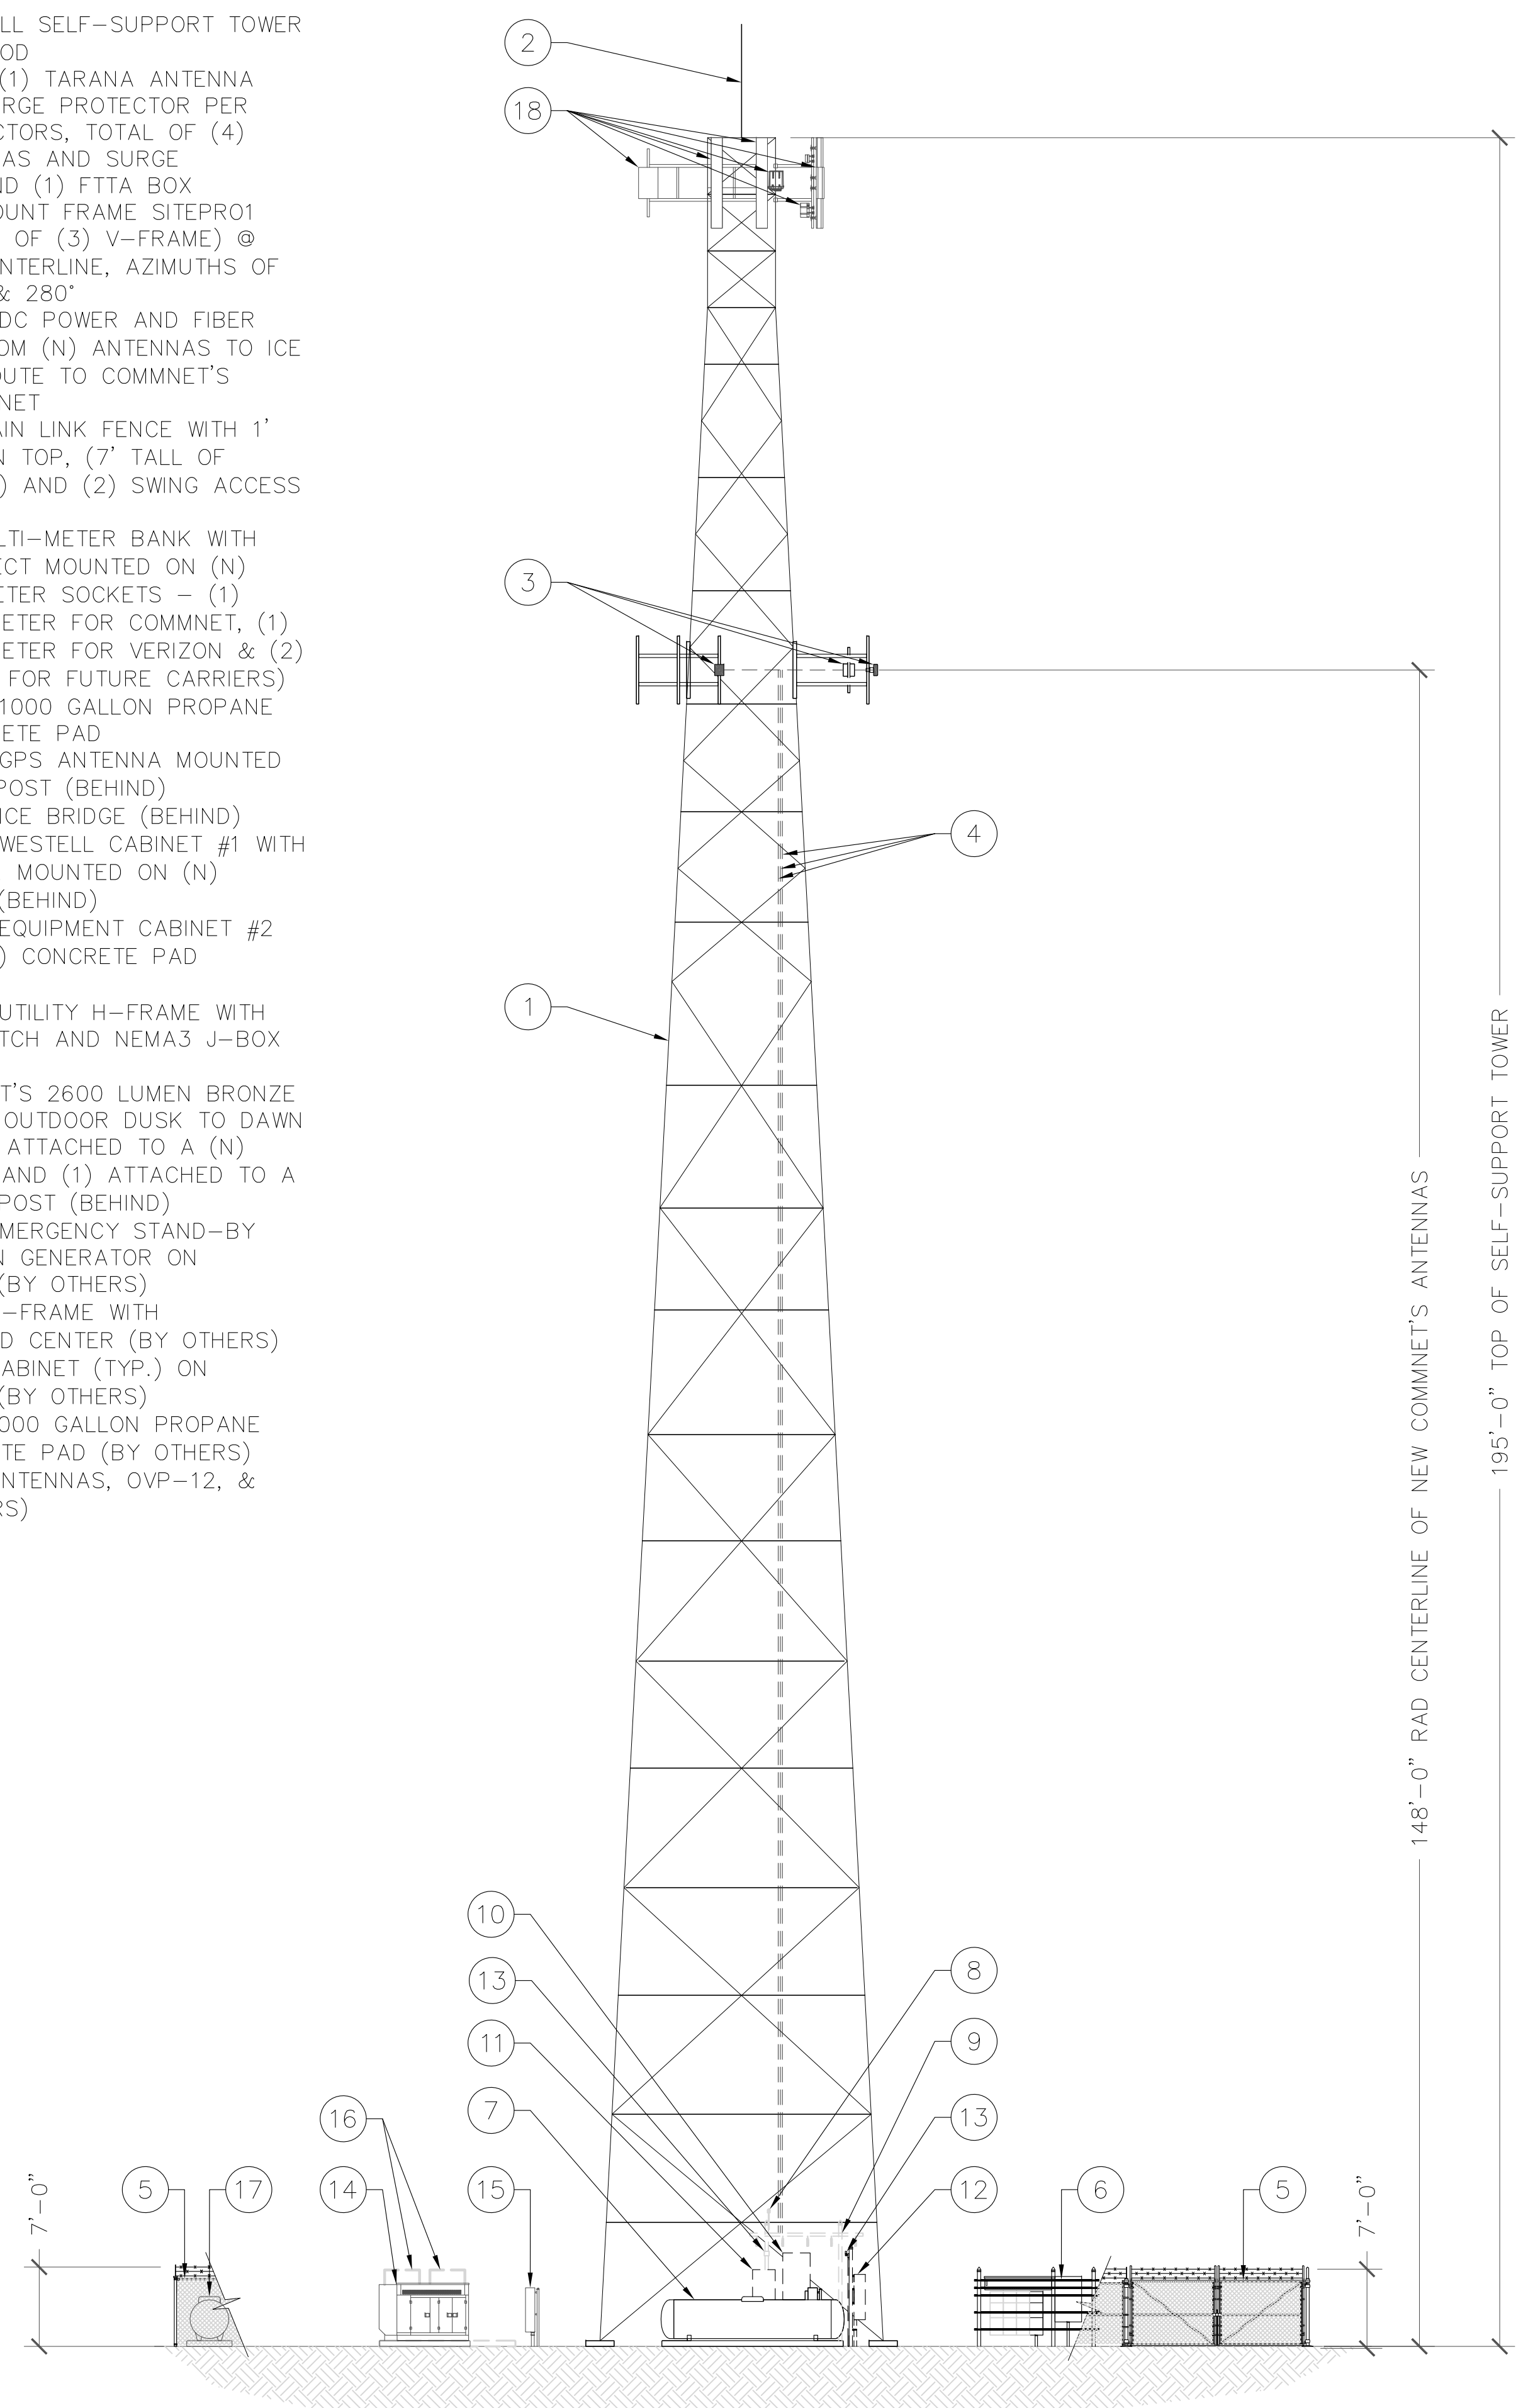 LL SELF-SUPPORT TOWER
OD
(1) TARANA ANTENNA
RGE PROTECTOR PER
CTORS, TOTAL OF (4)
AS AND SURGE
ND (1) FTTA BOX
OUNT FRAME SITEPRO1
OF (3) V-FRAME) @
NTERLINE, AZIMUTHS OF
& 280°
DC POWER AND FIBER
OM (N) ANTENNAS TO ICE
OUTE TO COMMNET'S
NET
AIN LINK FENCE WITH 1'
N TOP, (7' TALL OF
) AND (2) SWING ACCESS
LTI-METER BANK WITH
ECT MOUNTED ON (N)
ETER SOCKETS - (1)
ETER FOR COMMNET, (1)
ETER FOR VERIZON & (2)
FOR FUTURE CARRIERS)
1000 GALLON PROPANE
ETE PAD
GPS ANTENNA MOUNTED
POST (BEHIND)
ICE BRIDGE (BEHIND)
WESTELL CABINET #1 WITH
MOUNTED ON (N)
(BEHIND)
EQUIPMENT CABINET #2
) CONCRETE PAD
UTILITY H-FRAME WITH
TCH AND NEMA3 J-BOX
T'S 2600 LUMEN BRONZE
OUTDOOR DUSK TO DAWN
ATTACHED TO A (N)
AND (1) ATTACHED TO A
POST (BEHIND)
MERGENCY STAND-BY
N GENERATOR ON
(BY OTHERS)
-FRAME WITH
D CENTER (BY OTHERS)
ABINET (TYP.) ON
(BY OTHERS)
000 GALLON PROPANE
TE PAD (BY OTHERS)
NTENNAS, OVP-12, &
RS)
2
18
3
4
1
10
13
11
7
8
9
13
12
16
14
15
5
17
6
5
7'-0"
7'-0"
148'-0" RAD CENTERLINE OF NEW COMMNET'S ANTENNAS
195'-0" TOP OF SELF-SUPPORT TOWER